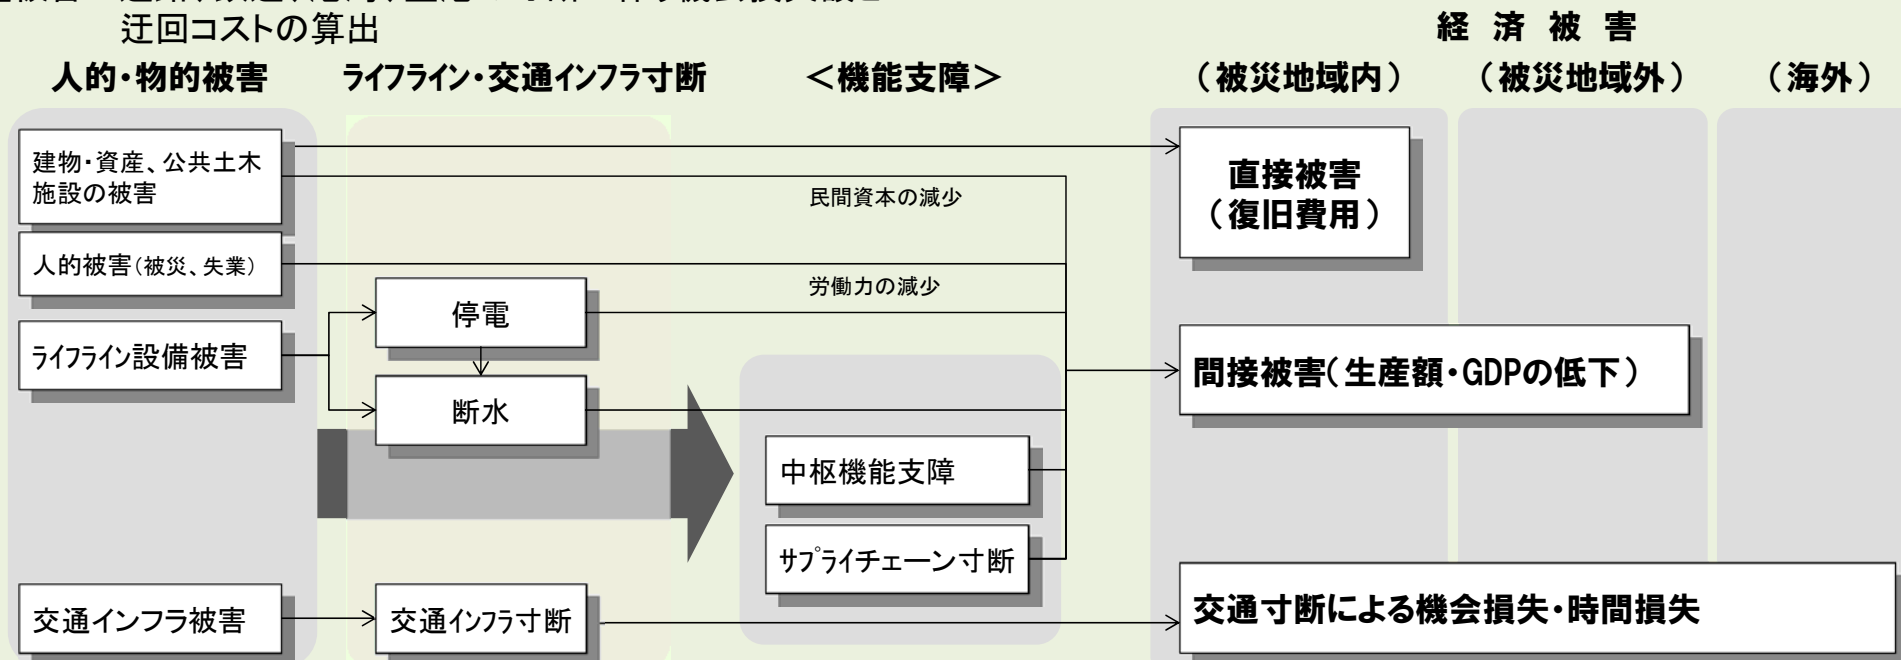 迂回コストの算出
経 済 被 害
人的・物的被害
ライフライン・交通インフラ寸断
＜機能支障＞
（被災地域内）
（被災地域外）
（海外）
建物・資産、公共土木
施設の被害
直接被害
（復旧費用）
民間資本の減少
人的被害（被災、失業）
労働力の減少
停電
ライフライン設備被害
間接被害（生産額・GDPの低下）
断水
中枢機能支障
サプライチェーン寸断
交通インフラ被害
交通インフラ寸断
交通寸断による機会損失・時間損失